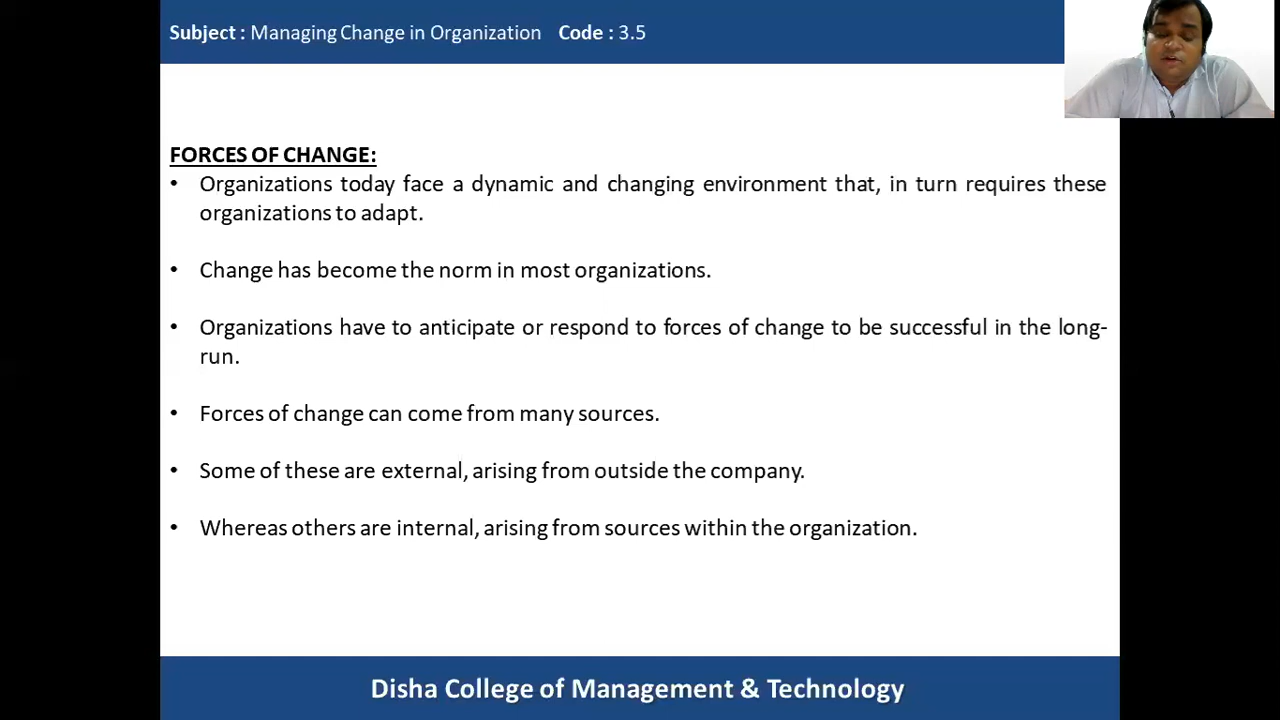 Subject : Managing Change in Organization Code : 3.5
FORCES OF CHANGE:
• Organizations today face a dynamic and changing environment that, in turn requires these
organizations to adapt.
• Change has become the norm in most organizations.
• Organizations have to anticipate or respond to forces of change to be successful in the long-
run.
• Forces of change can come from many sources.
• Some of these are external, arising from outside the company.
• Whereas others are internal, arising from sources within the organization.
Disha College of Management & Technology